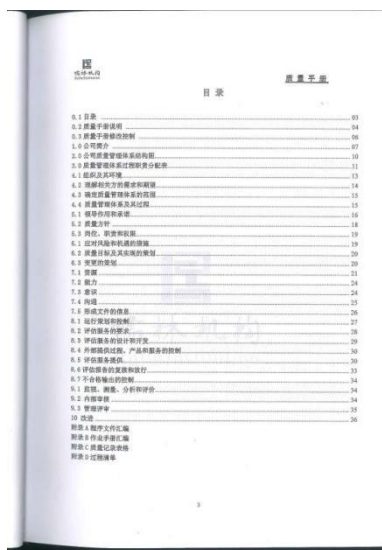 质量手册
目录
0.1 目录 03
0.2 质量手册说明 04
0.3 质量手册修改控制 06
1.0 公司简介 07
2.0 公司质量管理体系结构图 10
3.0 质量管理体系过程职责分配表 11
4.1 组织及其环境 13
4.2 理解相关方的需求和期望 14
4.3 确定质量管理体系的范围 15
4.4 质量管理体系及其过程 15
5.1 领导作用和承诺 16
5.2 质量方针 18
5.3 岗位、职责和权限 19
6.1 应对风险和机遇的措施 19
6.2 质量目标及其实现的策划 20
6.3 变更的策划 20
7.1 资源 21
7.2 能力 24
7.3 意识 24
7.4 沟通 25
7.5 形成文件的信息 26
8.1 运行策划和控制 27
8.2 评估服务的要求 28
8.3 评估服务的设计和开发 29
8.4 外部提供过程、产品和服务的控制 30
8.5 评估服务提供 30
8.6 评估报告的复核和放行 33
8.7 不合格输出的控制 34
9.1 监视、测量、分析和评价 34
9.2 内部审核 34
9.3 管理评审 35
10 改进 36
附录 A 程序文件汇编
附录 B 作业手册汇编
附录 C 质量记录表格
附录 D 过程清单
3